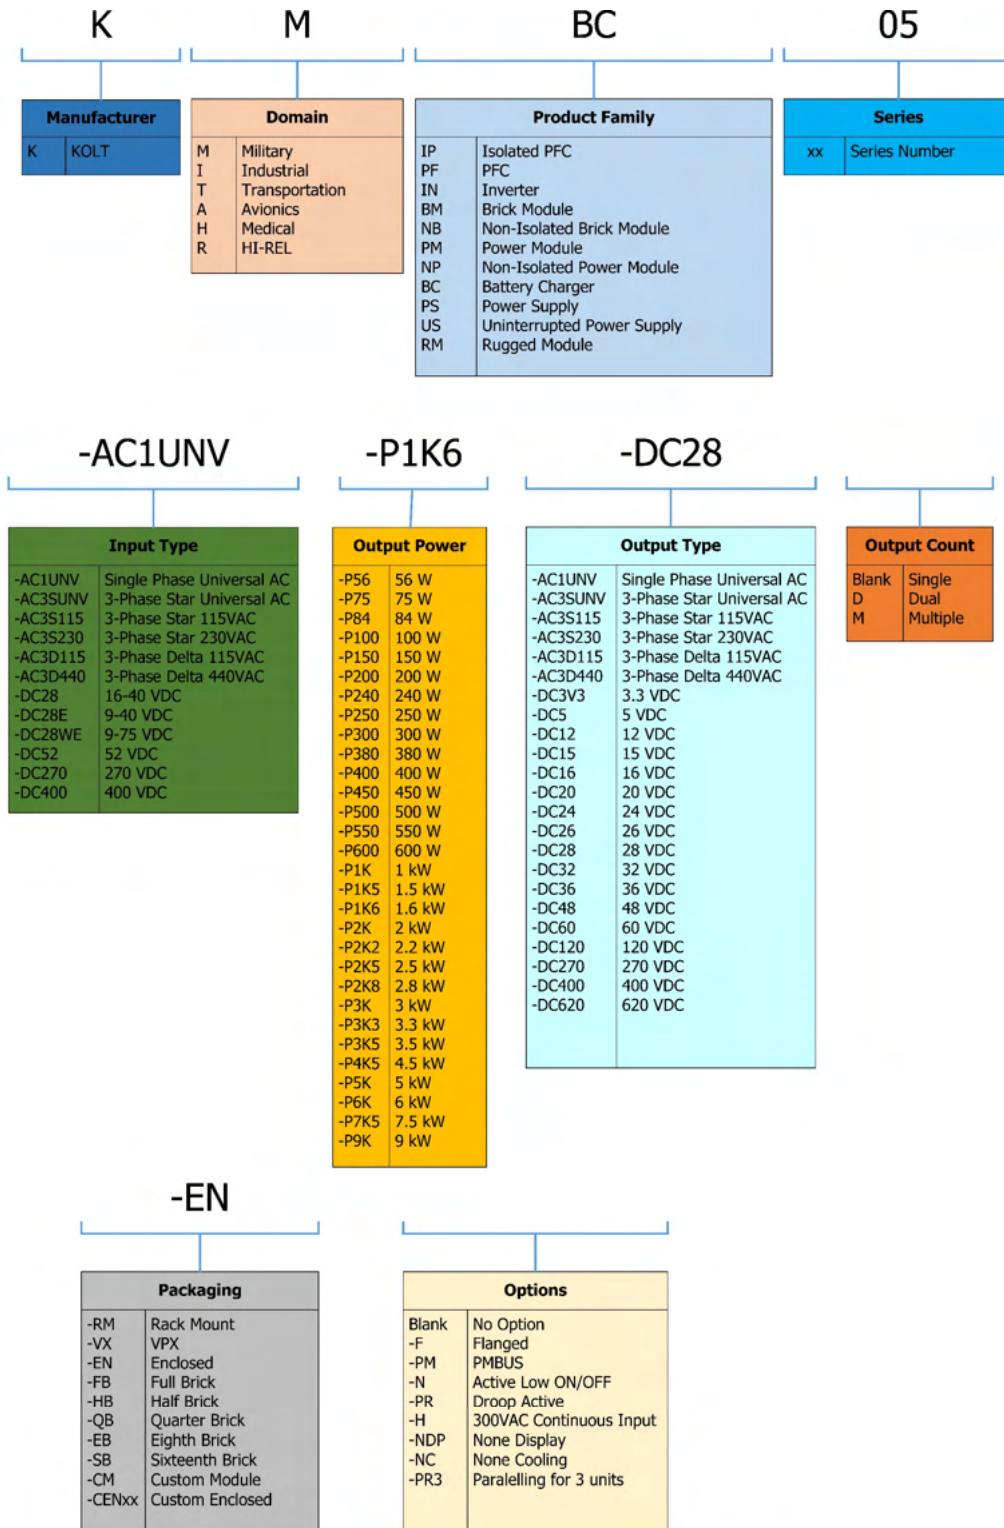 K M BC 05
Manufacturer
K KOLT
Domain
M Military
I Industrial
T Transportation
A Avionics
H Medical
R HI-REL
Product Family
IP Isolated PFC
PF PFC
IN Inverter
BM Brick Module
NB Non-Isolated Brick Module
PM Power Module
NP Non-Isolated Power Module
BC Battery Charger
PS Power Supply
US Uninterrupted Power Supply
RM Rugged Module
Series
xx Series Number
-AC1UNV -P1K6 -DC28
Input Type
-AC1UNV Single Phase Universal AC
-AC3SUNV 3-Phase Star Universal AC
-AC3S115 3-Phase Star 115VAC
-AC3S230 3-Phase Star 230VAC
-AC3D115 3-Phase Delta 115VAC
-AC3D440 3-Phase Delta 440VAC
-DC28 16-40 VDC
-DC28E 9-40 VDC
-DC28WE 9-75 VDC
-DC52 52 VDC
-DC270 270 VDC
-DC400 400 VDC
Output Power
-P56 56 W
-P75 75 W
-P84 84 W
-P100 100 W
-P150 150 W
-P200 200 W
-P240 240 W
-P250 250 W
-P300 300 W
-P380 380 W
-P400 400 W
-P450 450 W
-P500 500 W
-P550 550 W
-P600 600 W
-P1K 1 kW
-P1K5 1.5 kW
-P1K6 1.6 kW
-P2K 2 kW
-P2K2 2.2 kW
-P2K5 2.5 kW
-P2K8 2.8 kW
-P3K 3 kW
-P3K3 3.3 kW
-P3K5 3.5 kW
-P4K5 4.5 kW
-P5K 5 kW
-P6K 6 kW
-P7K5 7.5 kW
-P9K 9 kW
Output Type
-AC1UNV Single Phase Universal AC
-AC3SUNV 3-Phase Star Universal AC
-AC3S115 3-Phase Star 115VAC
-AC3S230 3-Phase Star 230VAC
-AC3D115 3-Phase Delta 115VAC
-AC3D440 3-Phase Delta 440VAC
-DC3V3 3.3 VDC
-DC5 5 VDC
-DC12 12 VDC
-DC15 15 VDC
-DC16 16 VDC
-DC20 20 VDC
-DC24 24 VDC
-DC26 26 VDC
-DC28 28 VDC
-DC32 32 VDC
-DC36 36 VDC
-DC48 48 VDC
-DC60 60 VDC
-DC120 120 VDC
-DC270 270 VDC
-DC400 400 VDC
-DC620 620 VDC
Output Count
Blank Single
D Dual
M Multiple
-EN
Packaging
-RM Rack Mount
-VX VPX
-EN Enclosed
-FB Full Brick
-HB Half Brick
-QB Quarter Brick
-EB Eighth Brick
-SB Sixteenth Brick
-CM Custom Module
-CENxx Custom Enclosed
Options
Blank No Option
-F Flanged
-PM PMBUS
-N Active Low ON/OFF
-PR Droop Active
-H 300VAC Continuous Input
-NDP None Display
-NC None Cooling
-PR3 Paralelling for 3 units